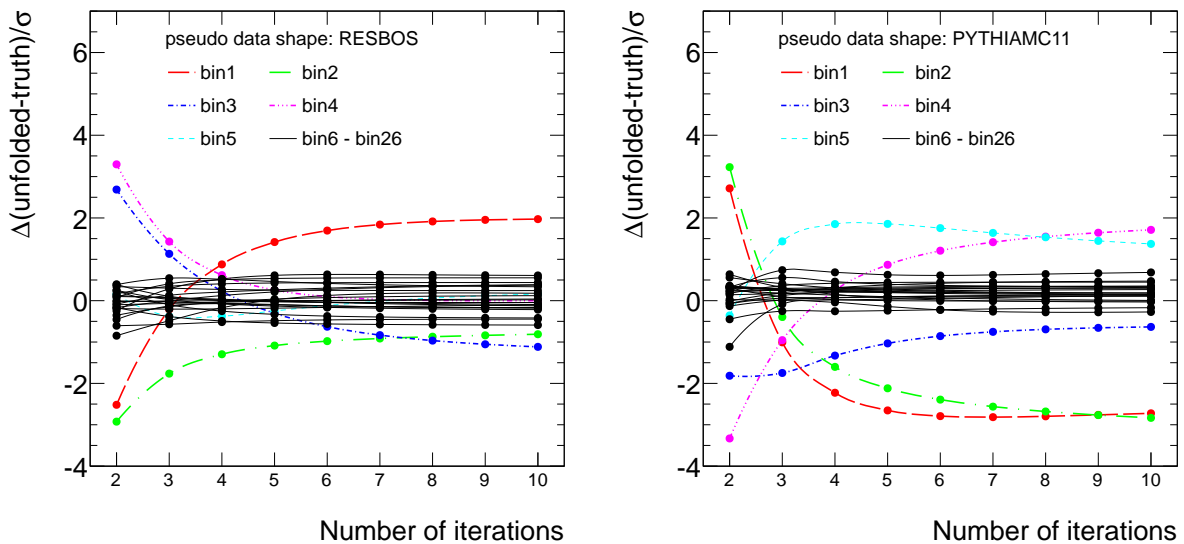 Δ(unfolded-truth)/σ
6
4
2
0
-2
-4
pseudo data shape: RESBOS
bin1 bin2
bin3 bin4
bin5 bin6 - bin26
2 3 4 5 6 7 8 9 10
Number of iterations
Δ(unfolded-truth)/σ
6
4
2
0
-2
-4
pseudo data shape: PYTHIAMC11
bin1 bin2
bin3 bin4
bin5 bin6 - bin26
2 3 4 5 6 7 8 9 10
Number of iterations